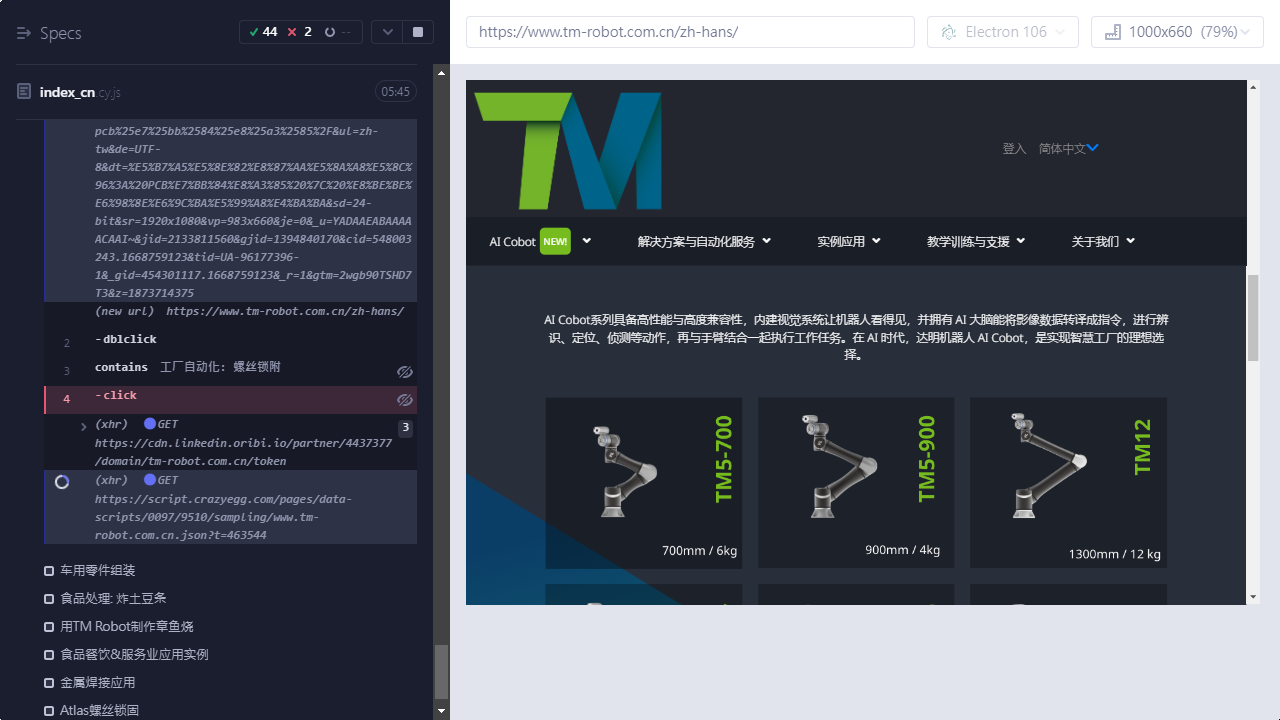 Specs
44
2
--
https://www.tm-robot.com.cn/zh-hans/
Electron 106
1000x660 (79%)
index_cn cy.js
05:45
pcb%25e7%25bb%2584%25e8%25a3%2585%2F&ul=zh-
tw&de=UTF-
8&dt=%E5%B7%A5%E5%8E%82%E8%87%AA%E5%8A%A8%E5%8C%
96%3A%20PCB%E7%BB%84%E8%A3%85%20%7C%20%E8%BE%BE%
E6%98%8E%E6%9C%BA%E5%99%A8%E4%BA%BA&sd=24-
bit&sr=1920x1080&vp=983x660&je=0&_u=YADAAEABAAAA
ACAAI~&jid=2133811560&gjid=1394840170&cid=548003
243.1668759123&tid=UA-96177396-
1&_gid=454301117.1668759123&_r=1&gtm=2wgb90TSHD7
T3&z=1873714375
(new url) https://www.tm-robot.com.cn/zh-hans/
2 -dblclick
3 contains 工厂自动化: 螺丝锁附
4 -click
(xhr) GET 3
https://cdn.linkedin.oribi.io/partner/4437377
/domain/tm-robot.com.cn/token
(xhr) GET
https://script.crazyegg.com/pages/data-
scripts/0097/9510/sampling/www.tm-
robot.com.cn.json?t=463544
车用零件组装
食品处理: 炸土豆条
用TM Robot制作章鱼烧
食品餐饮&服务业应用实例
金属焊接应用
Atlas螺丝锁固
TM
登入 简体中文
AI Cobot NEW! 解决方案与自动化服务 实例应用 教学训练与支援 关于我们
AI Cobot系列具备高性能与高度兼容性，内建视觉系统让机器人看得见，并拥有 AI 大脑能将影像数据转译成指令，进行辨
识、定位、侦测等动作，再与手臂结合一起执行工作任务。在 AI 时代，达明机器人 AI Cobot，是实现智慧工厂的理想选
择。
TM5-700
700mm / 6kg
TM5-900
900mm / 4kg
TM12
1300mm / 12 kg